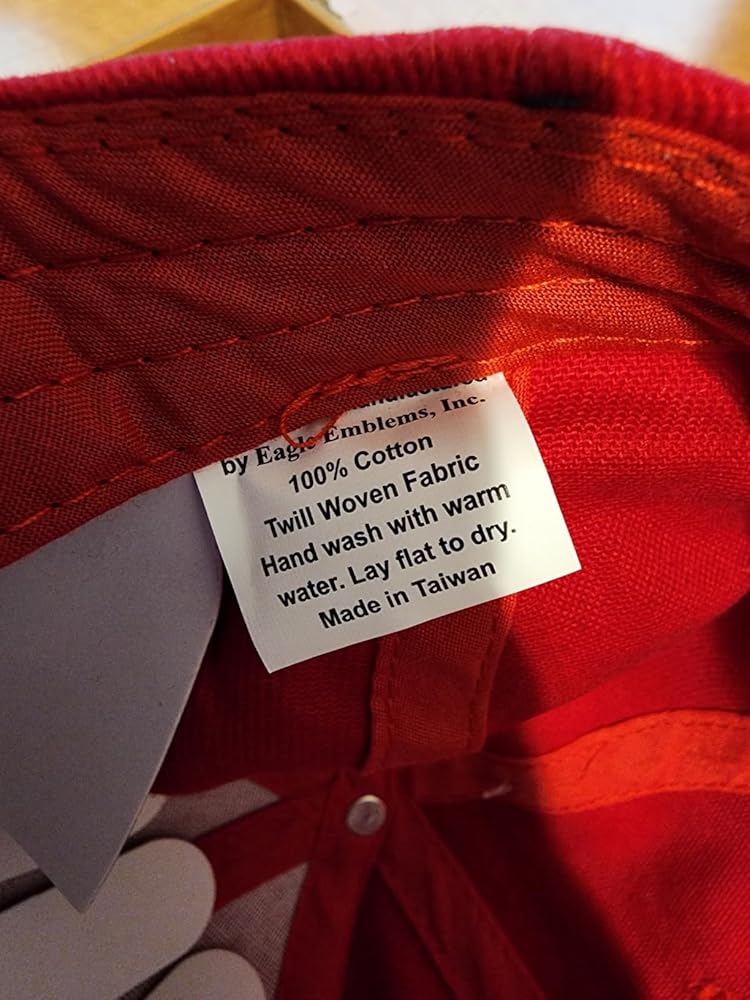 by Eagle Emblems, Inc.
100% Cotton
Twill Woven Fabric
Hand wash with warm
water. Lay flat to dry.
Made in Taiwan